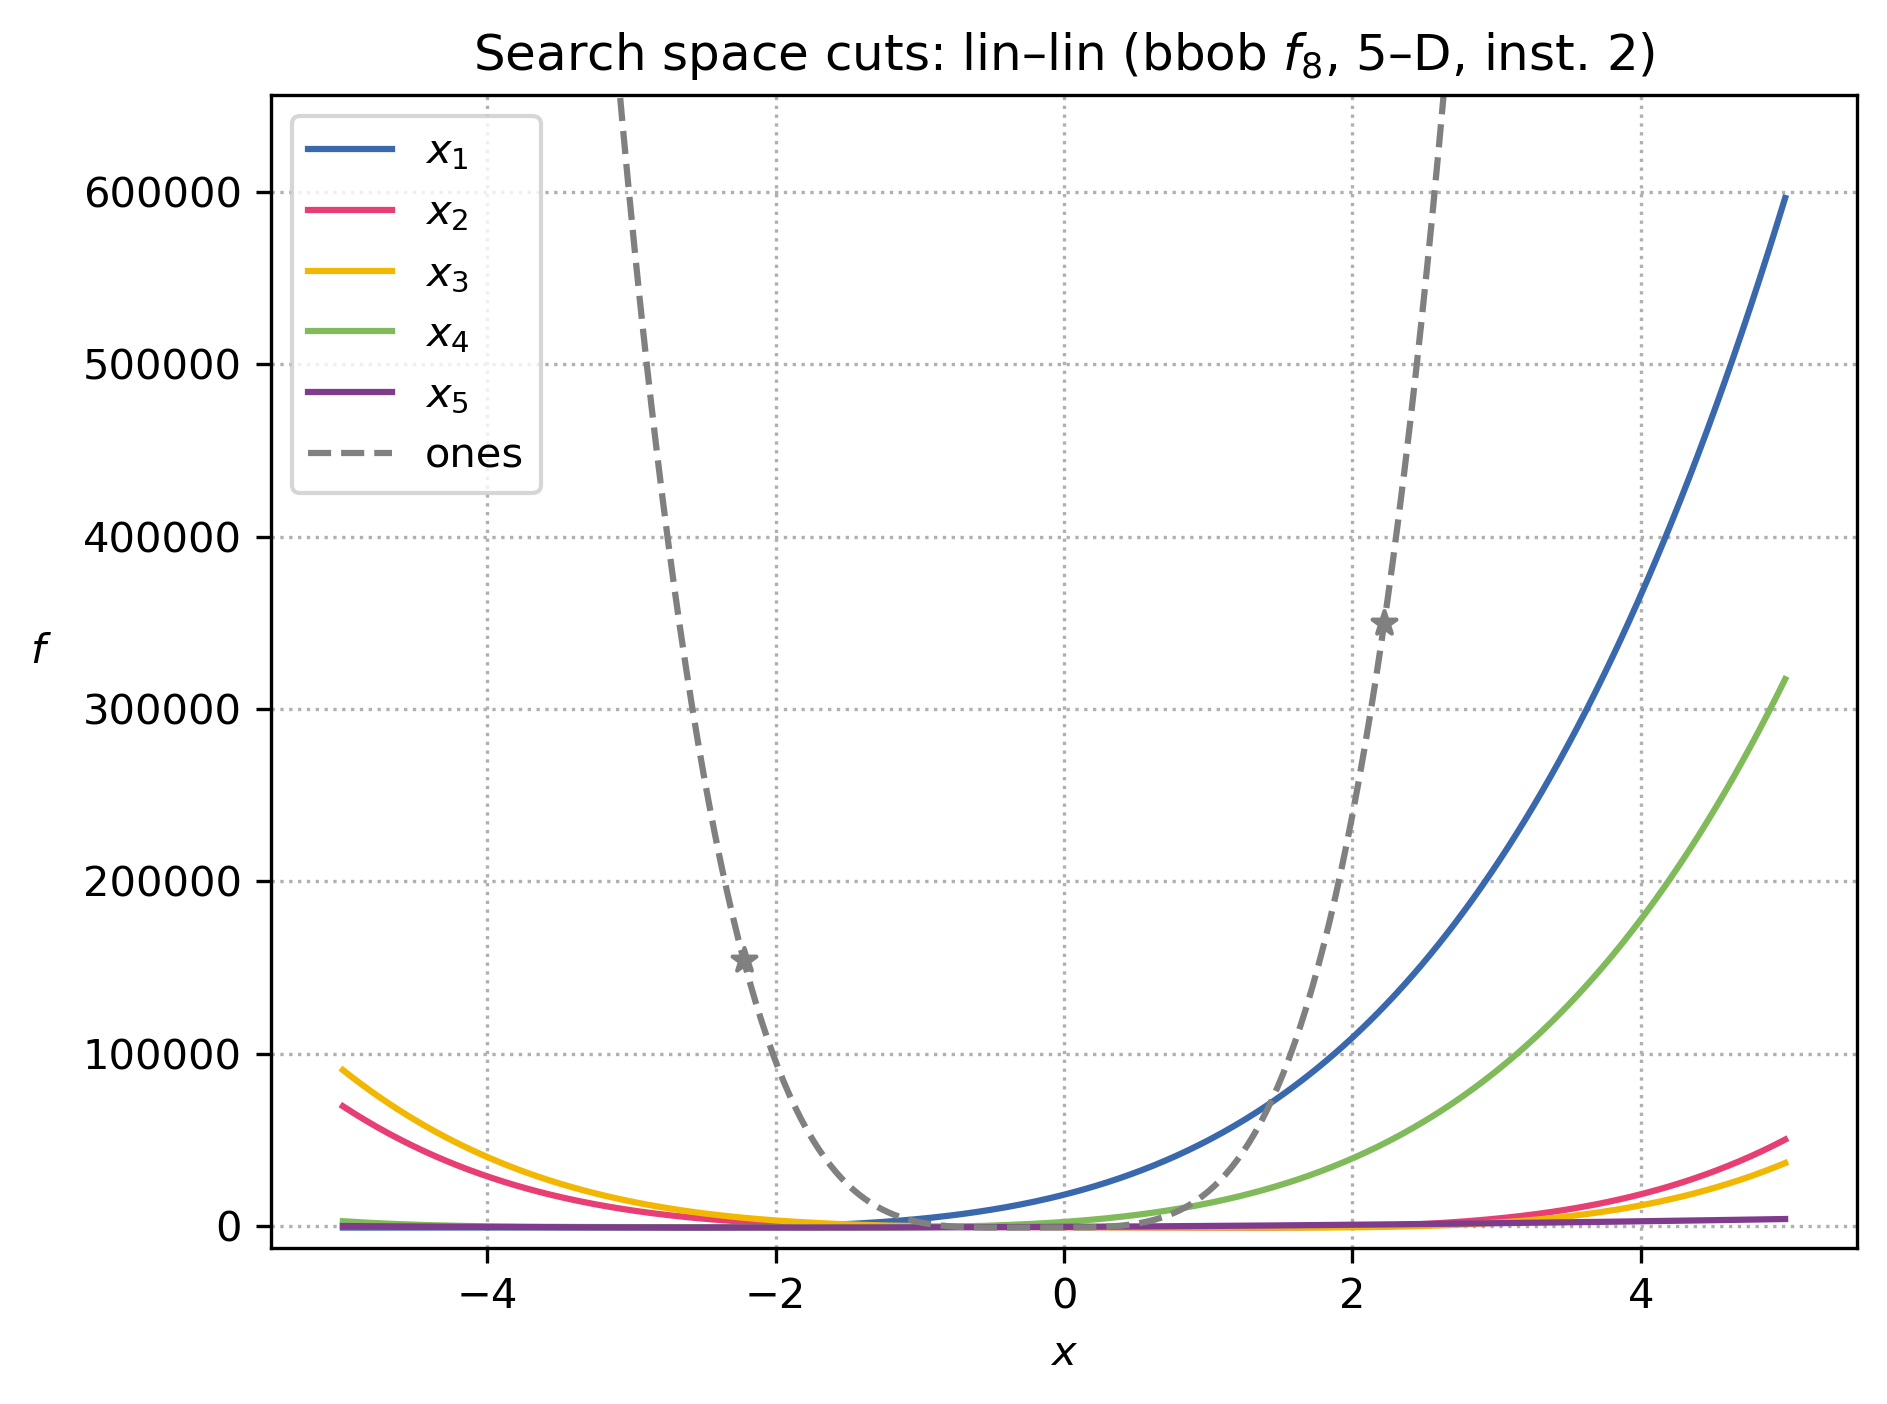 Search space cuts: lin–lin (bbob f₈, 5–D, inst. 2)
x₁
x₂
x₃
x₄
x₅
ones
600000
500000
400000
300000
200000
100000
0
f
−4 −2 0 2 4
x